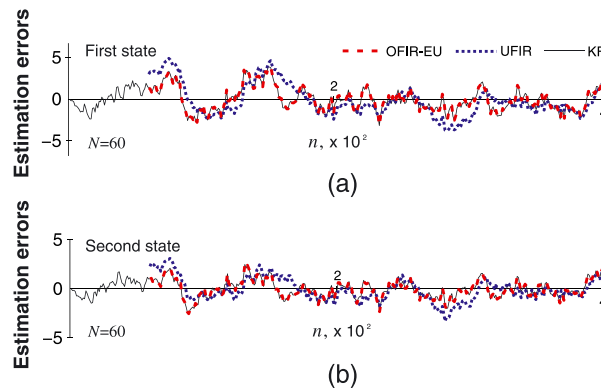 First state
OFIR-EU
UFIR
KF
Estimation errors
5
0
−5
2
N=60
n, x 10²
(a)
Second state
Estimation errors
5
0
−5
2
N=60
n, x 10²
(b)